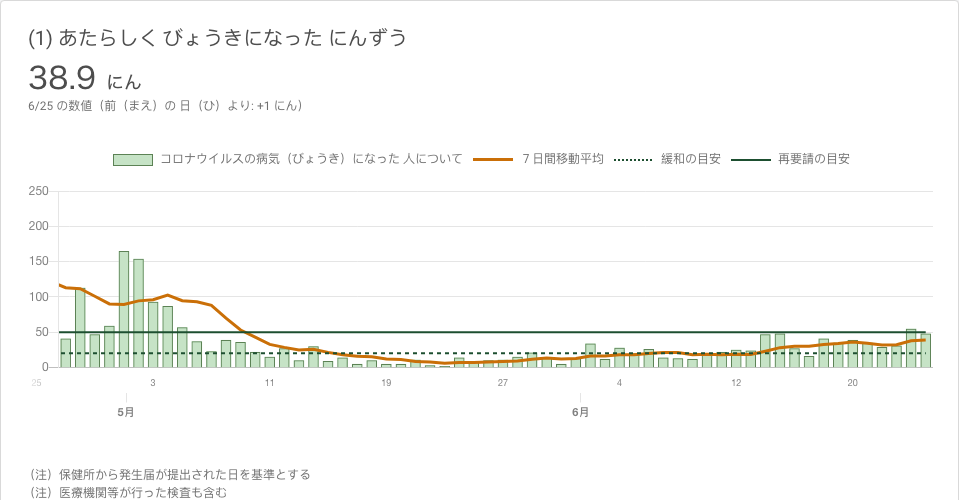 (1) あたらしく びょうきになった にんずう
38.9 にん
6/25 の数値（前（まえ）の 日（ひ）より: +1 にん）
コロナウイルスの病気（びょうき）になった 人について 7 日間移動平均 緩和の目安 再要請の目安
250
200
150
100
50
0
25 3 11 19 27 4 12 20
5月 6月
（注）保健所から発生届が提出された日を基準とする
（注）医療機関等が行った検査も含む